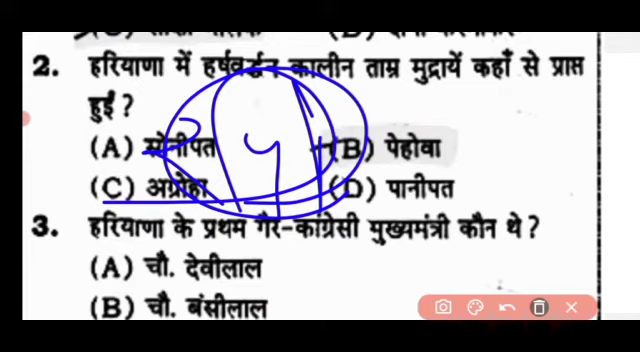 2. हरियाणा में हर्षवर्द्धन कालीन ताम्र मुद्रायें कहाँ से प्राप्त
हुईं ?
(A) सोनीपत (B) पेहोवा
(C) अग्रोहा (D) पानीपत
3. हरियाणा के प्रथम गैर-कांग्रेसी मुख्यमंत्री कौन थे ?
(A) चौ. देवीलाल
(B) चौ. बंसीलाल